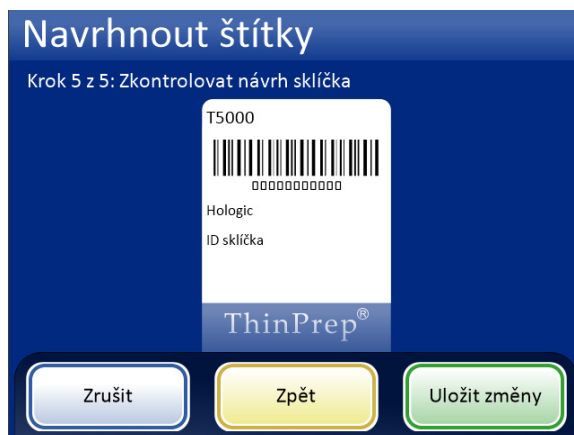 Navrhnout štítky
Krok 5 z 5: Zkontrolovat návrh sklíčka
T5000
Hologic
ID sklíčka
ThinPrep®
Zrušit
Zpět
Uložit změny